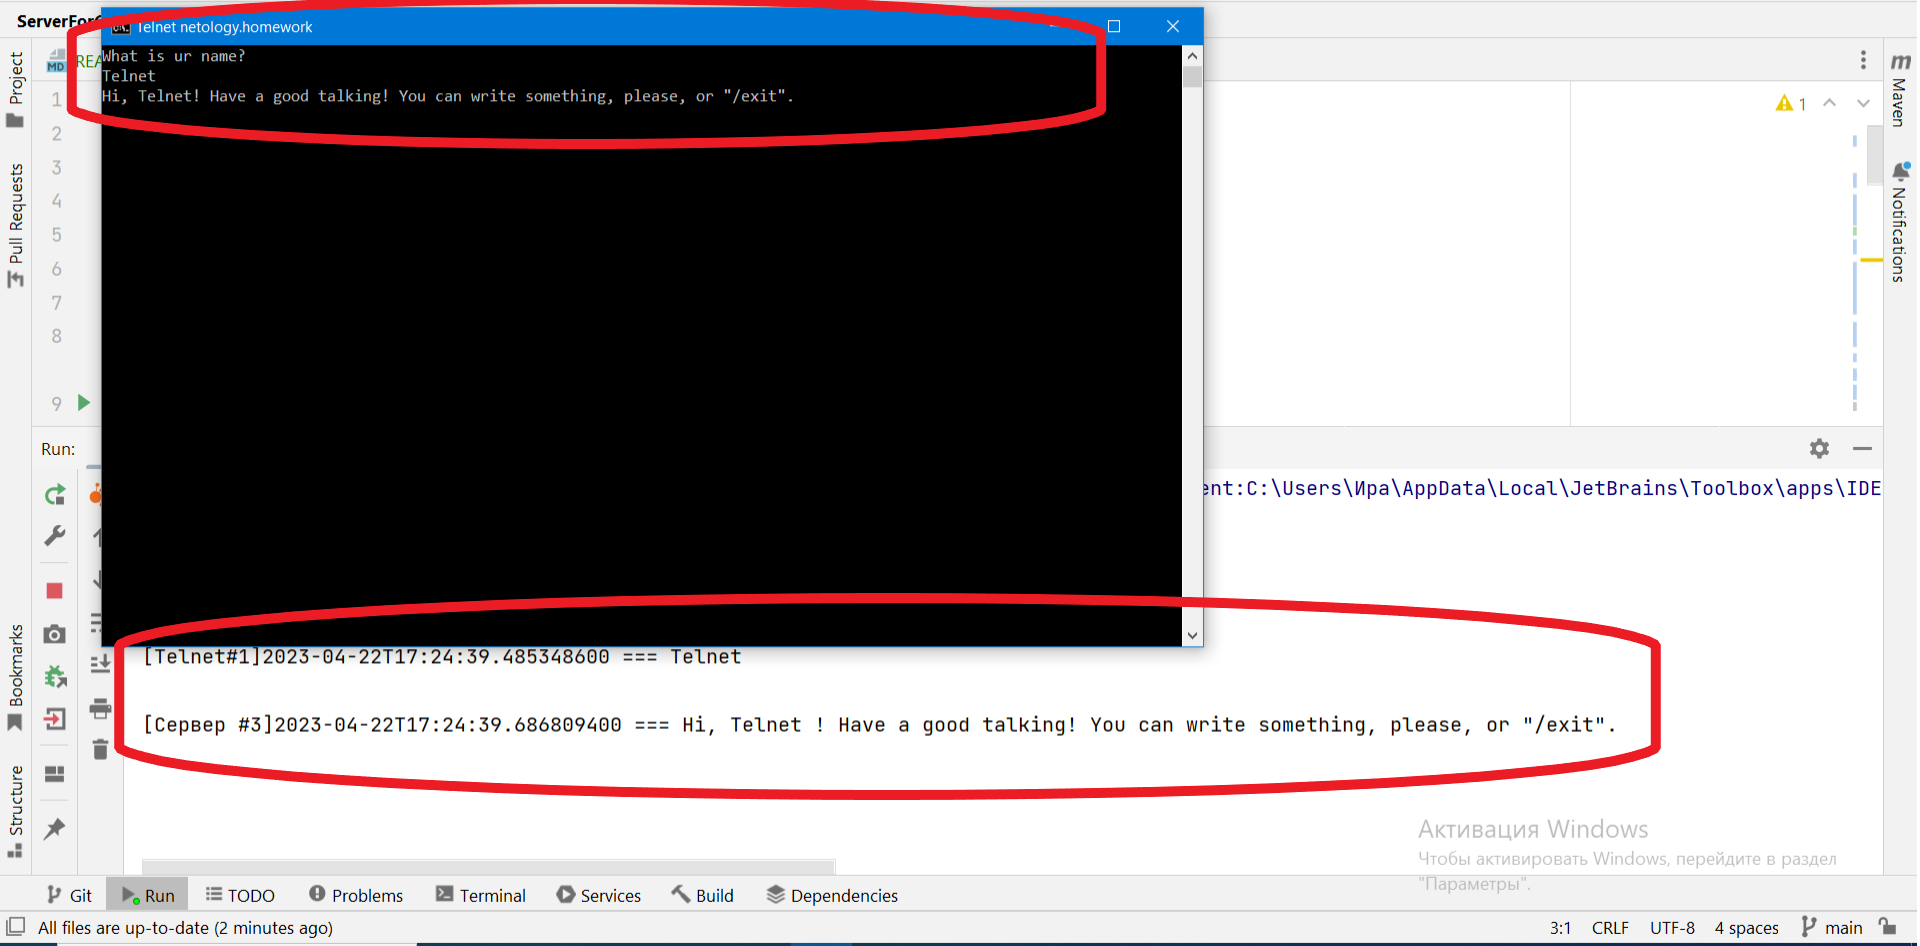 Telnet netology.homework
What is ur name?
Telnet
Hi, Telnet! Have a good talking! You can write something, please, or "/exit".
Project
Pull Requests
Bookmarks
Structure
MD
1
2
3
4
5
6
7
8
9
1
Maven
Notifications
Run:
ent:C:\Users\Ира\AppData\Local\JetBrains\Toolbox\apps\IDE
[Telnet#1]2023-04-22T17:24:39.485348600 === Telnet
[Сервер #3]2023-04-22T17:24:39.686809400 === Hi, Telnet ! Have a good talking! You can write something, please, or "/exit".
Активация Windows
Чтобы активировать Windows, перейдите в раздел
"Параметры".
Git Run TODO Problems Terminal Services Build Dependencies
All files are up-to-date (2 minutes ago) 3:1 CRLF UTF-8 4 spaces main